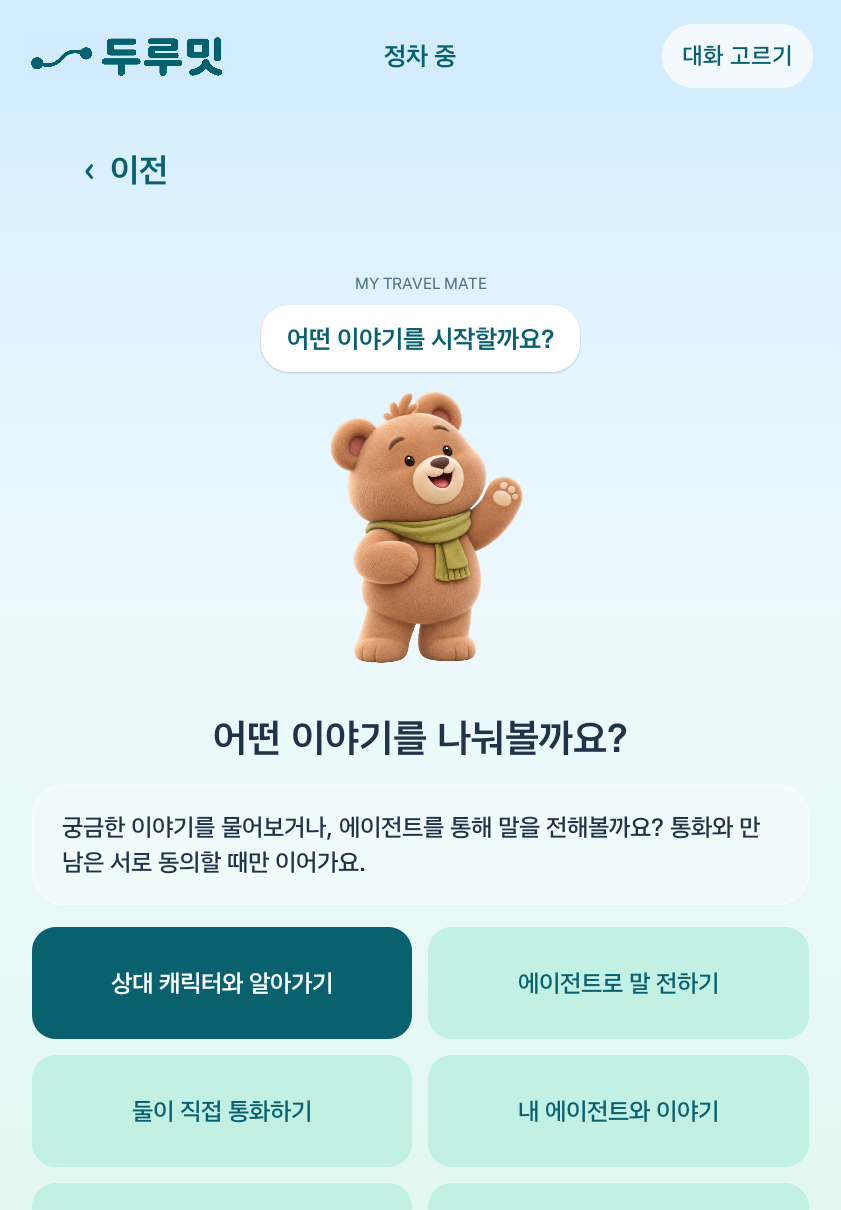 두루밋
정차 중
대화 고르기
‹ 이전
MY TRAVEL MATE
어떤 이야기를 시작할까요?
어떤 이야기를 나눠볼까요?
궁금한 이야기를 물어보거나, 에이전트를 통해 말을 전해볼까요? 통화와 만
남은 서로 동의할 때만 이어가요.
상대 캐릭터와 알아가기
에이전트로 말 전하기
둘이 직접 통화하기
내 에이전트와 이야기